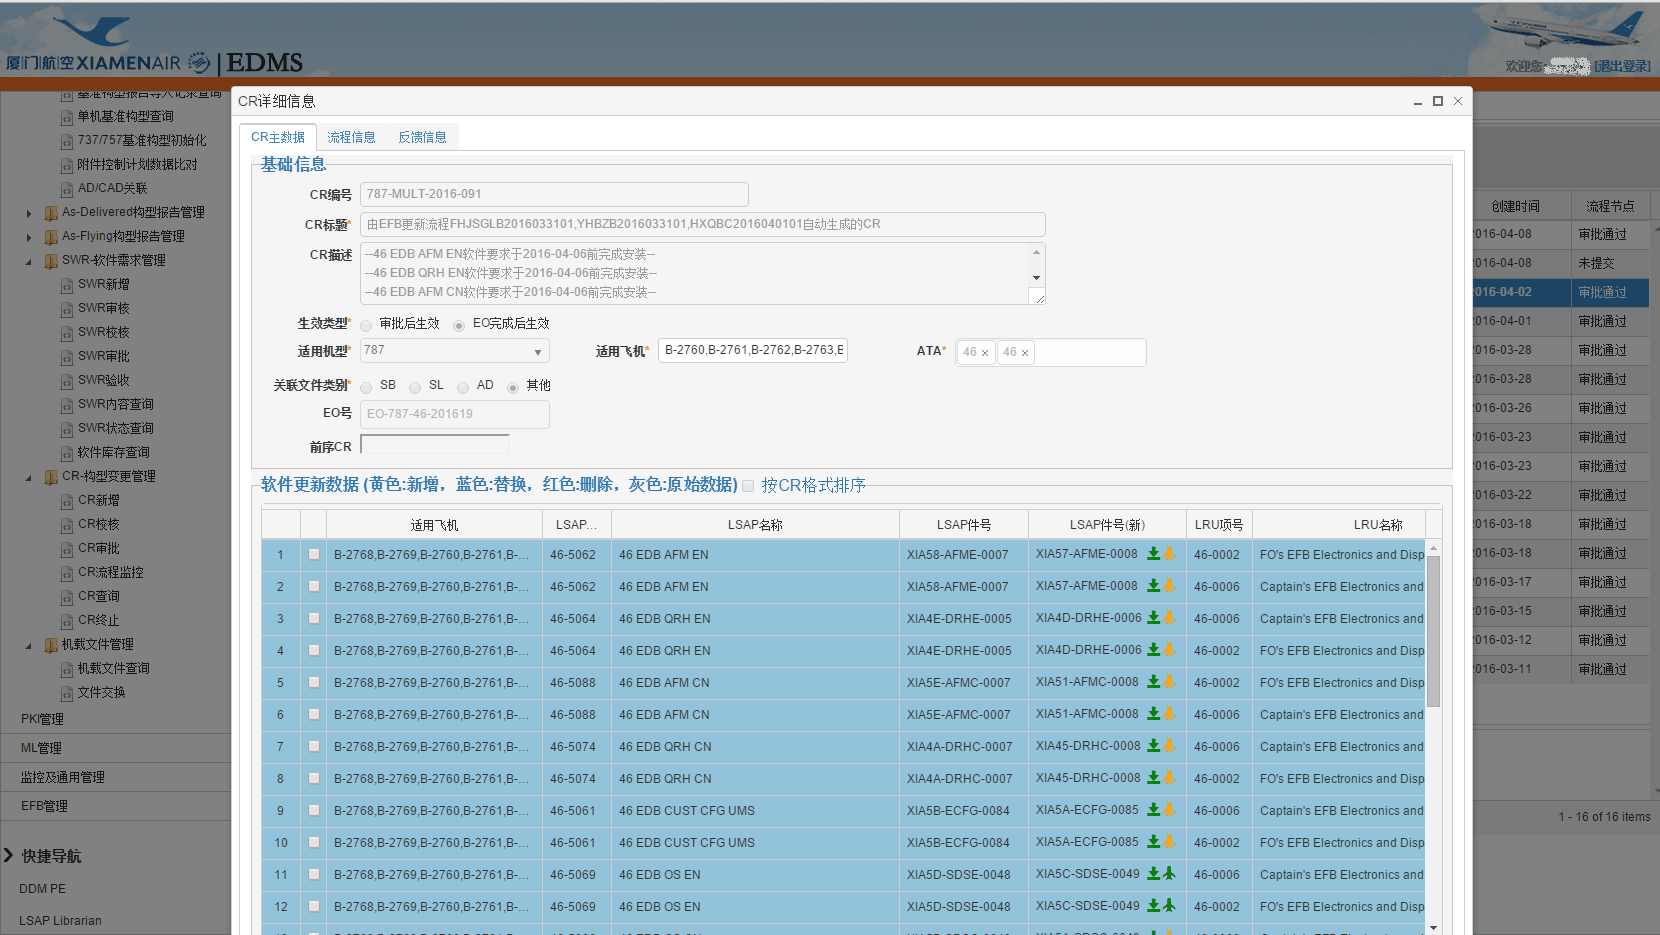 厦门航空XIAMENAIR | EDMS
欢迎您: [退出登录]
基准构型报告导入记录查询
单机基准构型查询
737/757基准构型初始化
附件控制计划数据比对
AD/CAD关联
As-Delivered构型报告管理
As-Flying构型报告管理
SWR-软件需求管理
SWR新增
SWR审核
SWR校核
SWR审批
SWR验收
SWR内容查询
SWR状态查询
软件库存查询
CR-构型变更管理
CR新增
CR校核
CR审批
CR流程监控
CR查询
CR终止
机载文件管理
机载文件查询
文件交换
PKI管理
ML管理
监控及通用管理
EFB管理
快捷导航
DDM PE
LSAP Librarian
CR详细信息
CR主数据 流程信息 反馈信息
基础信息
CR编号 787-MULT-2016-091
CR标题* 由EFB更新流程FHJSGLB2016033101,YHBZB2016033101,HXQBC2016040101自动生成的CR
CR描述 --46 EDB AFM EN软件要求于2016-04-06前完成安装--
--46 EDB QRH EN软件要求于2016-04-06前完成安装--
--46 EDB AFM CN软件要求于2016-04-06前完成安装--
生效类型* 审批后生效 EO完成后生效
适用机型* 787 适用飞机* B-2760,B-2761,B-2762,B-2763,B ATA* 46 × 46 ×
关联文件类别* SB SL AD 其他
EO号 EO-787-46-201619
前序CR
软件更新数据 (黄色:新增，蓝色:替换，红色:删除，灰色:原始数据) 按CR格式排序
适用飞机 LSAP... LSAP名称 LSAP件号 LSAP件号(新) LRU项号 LRU名称
1 B-2768,B-2769,B-2760,B-2761,B-... 46-5062 46 EDB AFM EN XIA58-AFME-0007 XIA57-AFME-0008 46-0002 FO's EFB Electronics and Disp
2 B-2768,B-2769,B-2760,B-2761,B-... 46-5062 46 EDB AFM EN XIA58-AFME-0007 XIA57-AFME-0008 46-0006 Captain's EFB Electronics and
3 B-2768,B-2769,B-2760,B-2761,B-... 46-5064 46 EDB QRH EN XIA4E-DRHE-0005 XIA4D-DRHE-0006 46-0006 Captain's EFB Electronics and
4 B-2768,B-2769,B-2760,B-2761,B-... 46-5064 46 EDB QRH EN XIA4E-DRHE-0005 XIA4D-DRHE-0006 46-0002 FO's EFB Electronics and Disp
5 B-2768,B-2769,B-2760,B-2761,B-... 46-5088 46 EDB AFM CN XIA5E-AFMC-0007 XIA51-AFMC-0008 46-0002 FO's EFB Electronics and Disp
6 B-2768,B-2769,B-2760,B-2761,B-... 46-5088 46 EDB AFM CN XIA5E-AFMC-0007 XIA51-AFMC-0008 46-0006 Captain's EFB Electronics and
7 B-2768,B-2769,B-2760,B-2761,B-... 46-5074 46 EDB QRH CN XIA4A-DRHC-0007 XIA45-DRHC-0008 46-0006 Captain's EFB Electronics and
8 B-2768,B-2769,B-2760,B-2761,B-... 46-5074 46 EDB QRH CN XIA4A-DRHC-0007 XIA45-DRHC-0008 46-0002 FO's EFB Electronics and Disp
9 B-2768,B-2769,B-2760,B-2761,B-... 46-5061 46 EDB CUST CFG UMS XIA5B-ECFG-0084 XIA5A-ECFG-0085 46-0006 Captain's EFB Electronics and
10 B-2768,B-2769,B-2760,B-2761,B-... 46-5061 46 EDB CUST CFG UMS XIA5B-ECFG-0084 XIA5A-ECFG-0085 46-0002 FO's EFB Electronics and Disp
11 B-2768,B-2769,B-2760,B-2761,B-... 46-5069 46 EDB OS EN XIA5D-SDSE-0048 XIA5C-SDSE-0049 46-0006 Captain's EFB Electronics and
12 B-2768,B-2769,B-2760,B-2761,B-... 46-5069 46 EDB OS EN XIA5D-SDSE-0048 XIA5C-SDSE-0049 46-0002 FO's EFB Electronics and Disp
创建时间 流程节点
2016-04-08 审批通过
2016-04-08 未提交
2016-04-02 审批通过
2016-04-01 审批通过
2016-03-28 审批通过
2016-03-28 审批通过
2016-03-26 审批通过
2016-03-23 审批通过
2016-03-23 审批通过
2016-03-22 审批通过
2016-03-18 审批通过
2016-03-18 审批通过
2016-03-17 审批通过
2016-03-15 审批通过
2016-03-12 审批通过
2016-03-11 审批通过
1 - 16 of 16 items